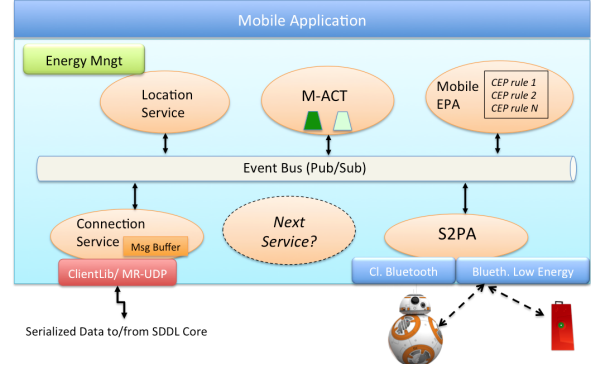 Mobile Application
Energy Mngt
Location
Service
M-ACT
Mobile
EPA
CEP rule 1
CEP rule 2
CEP rule N
Event Bus (Pub/Sub)
Connection
Service
Msg Buffer
ClientLib/ MR-UDP
Next
Service?
S2PA
Cl. Bluetooth
Blueth. Low Energy
Serialized Data to/from SDDL Core